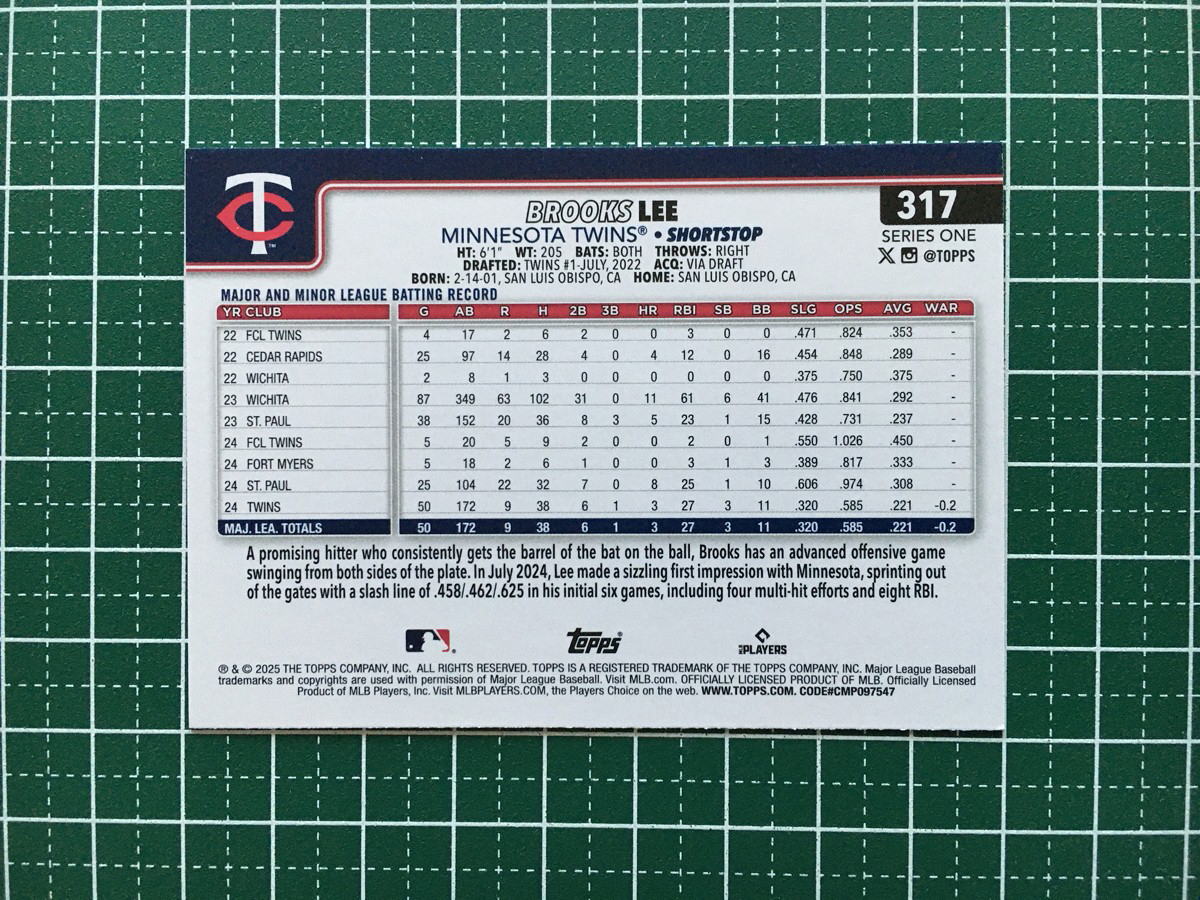 TC
TM
317
BROOKS LEE
SERIES ONE
MINNESOTA TWINS® • SHORTSTOP
@TOPPS
HT: 6'1" WT: 205 BATS: BOTH THROWS: RIGHT
DRAFTED: TWINS #1-JULY, 2022 ACQ: VIA DRAFT
BORN: 2-14-01, SAN LUIS OBISPO, CA HOME: SAN LUIS OBISPO, CA
MAJOR AND MINOR LEAGUE BATTING RECORD
YR CLUB G AB R H 2B 3B HR RBI SB BB SLG OPS AVG WAR
22 FCL TWINS 4 17 2 6 2 0 0 3 0 0 .471 .824 .353 -
22 CEDAR RAPIDS 25 97 14 28 4 0 4 12 0 16 .454 .848 .289 -
22 WICHITA 2 8 1 3 0 0 0 0 0 0 .375 .750 .375 -
23 WICHITA 87 349 63 102 31 0 11 61 6 41 .476 .841 .292 -
23 ST. PAUL 38 152 20 36 8 3 5 23 1 15 .428 .731 .237 -
24 FCL TWINS 5 20 5 9 2 0 0 2 0 1 .550 1.026 .450 -
24 FORT MYERS 5 18 2 6 1 0 0 3 1 3 .389 .817 .333 -
24 ST. PAUL 25 104 22 32 7 0 8 25 1 10 .606 .974 .308 -
24 TWINS 50 172 9 38 6 1 3 27 3 11 .320 .585 .221 -0.2
MAJ. LEA. TOTALS 50 172 9 38 6 1 3 27 3 11 .320 .585 .221 -0.2
A promising hitter who consistently gets the barrel of the bat on the ball, Brooks has an advanced offensive game
swinging from both sides of the plate. In July 2024, Lee made a sizzling first impression with Minnesota, sprinting out
of the gates with a slash line of .458/.462/.625 in his initial six games, including four multi-hit efforts and eight RBI.
topps®
PLAYERS
® & © 2025 THE TOPPS COMPANY, INC. ALL RIGHTS RESERVED. TOPPS IS A REGISTERED TRADEMARK OF THE TOPPS COMPANY, INC. Major League Baseball
trademarks and copyrights are used with permission of Major League Baseball. Visit MLB.com. OFFICIALLY LICENSED PRODUCT OF MLB. Officially Licensed
Product of MLB Players, Inc. Visit MLBPLAYERS.COM, the Players Choice on the web. WWW.TOPPS.COM. CODE#CMP097547